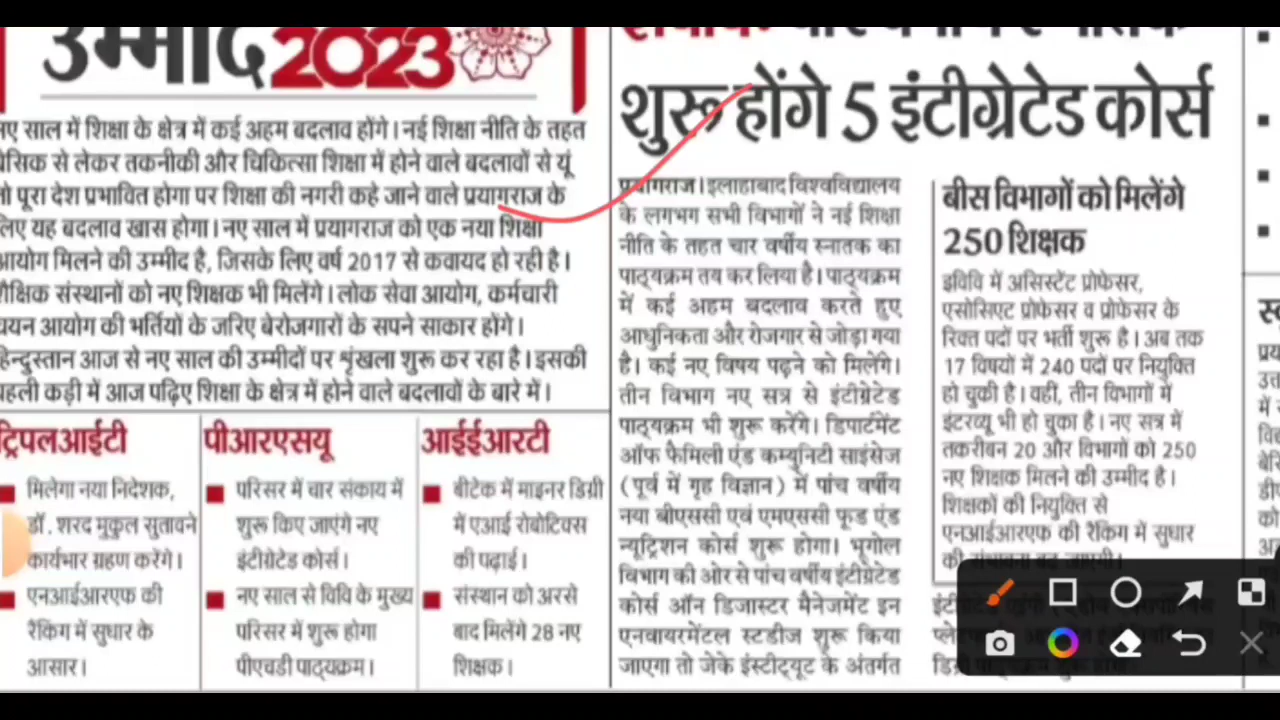 उम्मीद 2023
नए साल में शिक्षा के क्षेत्र में कई अहम बदलाव होंगे। नई शिक्षा नीति के तहत
बेसिक से लेकर तकनीकी और चिकित्सा शिक्षा में होने वाले बदलावों से यूं
तो पूरा देश प्रभावित होगा पर शिक्षा की नगरी कहे जाने वाले प्रयागराज के
लिए यह बदलाव खास होगा। नए साल में प्रयागराज को एक नया शिक्षा
आयोग मिलने की उम्मीद है, जिसके लिए वर्ष 2017 से कवायद हो रही है।
शैक्षिक संस्थानों को नए शिक्षक भी मिलेंगे। लोक सेवा आयोग, कर्मचारी
चयन आयोग की भर्तियों के जरिए बेरोजगारों के सपने साकार होंगे।
हिन्दुस्तान आज से नए साल की उम्मीदों पर श्रृंखला शुरू कर रहा है। इसकी
पहली कड़ी में आज पढ़िए शिक्षा के क्षेत्र में होने वाले बदलावों के बारे में।
ट्रिपलआईटी
मिलेगा नया निदेशक,
डॉ. शरद मुकुल सुतावने
कार्यभार ग्रहण करेंगे।
एनआईआरएफ की
रैंकिंग में सुधार के
आसार।
पीआरएसयू
परिसर में चार संकाय में
शुरू किए जाएंगे नए
इंटीग्रेटेड कोर्स।
नए साल से विवि के मुख्य
परिसर में शुरू होगा
पीएचडी पाठ्यक्रम।
आईईआरटी
बीटेक में माइनर डिग्री
में एआई रोबोटिक्स
की पढ़ाई।
संस्थान को अरसे
बाद मिलेंगे 28 नए
शिक्षक।
शुरू होंगे 5 इंटीग्रेटेड कोर्स
प्रयागराज। इलाहाबाद विश्वविद्यालय
के लगभग सभी विभागों ने नई शिक्षा
नीति के तहत चार वर्षीय स्नातक का
पाठ्यक्रम तय कर लिया है। पाठ्यक्रम
में कई अहम बदलाव करते हुए
आधुनिकता और रोजगार से जोड़ा गया
है। कई नए विषय पढ़ने को मिलेंगे।
तीन विभाग नए सत्र से इंटीग्रेटेड
पाठ्यक्रम भी शुरू करेंगे। डिपार्टमेंट
ऑफ फैमिली एंड कम्युनिटी साइंसेज
(पूर्व में गृह विज्ञान) में पांच वर्षीय
नया बीएससी एवं एमएससी फूड एंड
न्यूट्रिशन कोर्स शुरू होगा। भूगोल
विभाग की ओर से पांच वर्षीय इंटीग्रेटेड
कोर्स ऑन डिजास्टर मैनेजमेंट इन
एनवायरमेंटल स्टडीज शुरू किया
जाएगा तो जेके इंस्टीट्यूट के अंतर्गत
बीस विभागों को मिलेंगे
250 शिक्षक
इविवि में असिस्टेंट प्रोफेसर,
एसोसिएट प्रोफेसर व प्रोफेसर के
रिक्त पदों पर भर्ती शुरू है। अब तक
17 विषयों में 240 पदों पर नियुक्ति
हो चुकी है। वहीं, तीन विभागों में
इंटरव्यू भी हो चुका है। नए सत्र में
तकरीबन 20 और विभागों को 250
नए शिक्षक मिलने की उम्मीद है।
शिक्षकों की नियुक्ति से
एनआईआरएफ की रैंकिंग में सुधार
की संभावना बढ़ जाएगी।